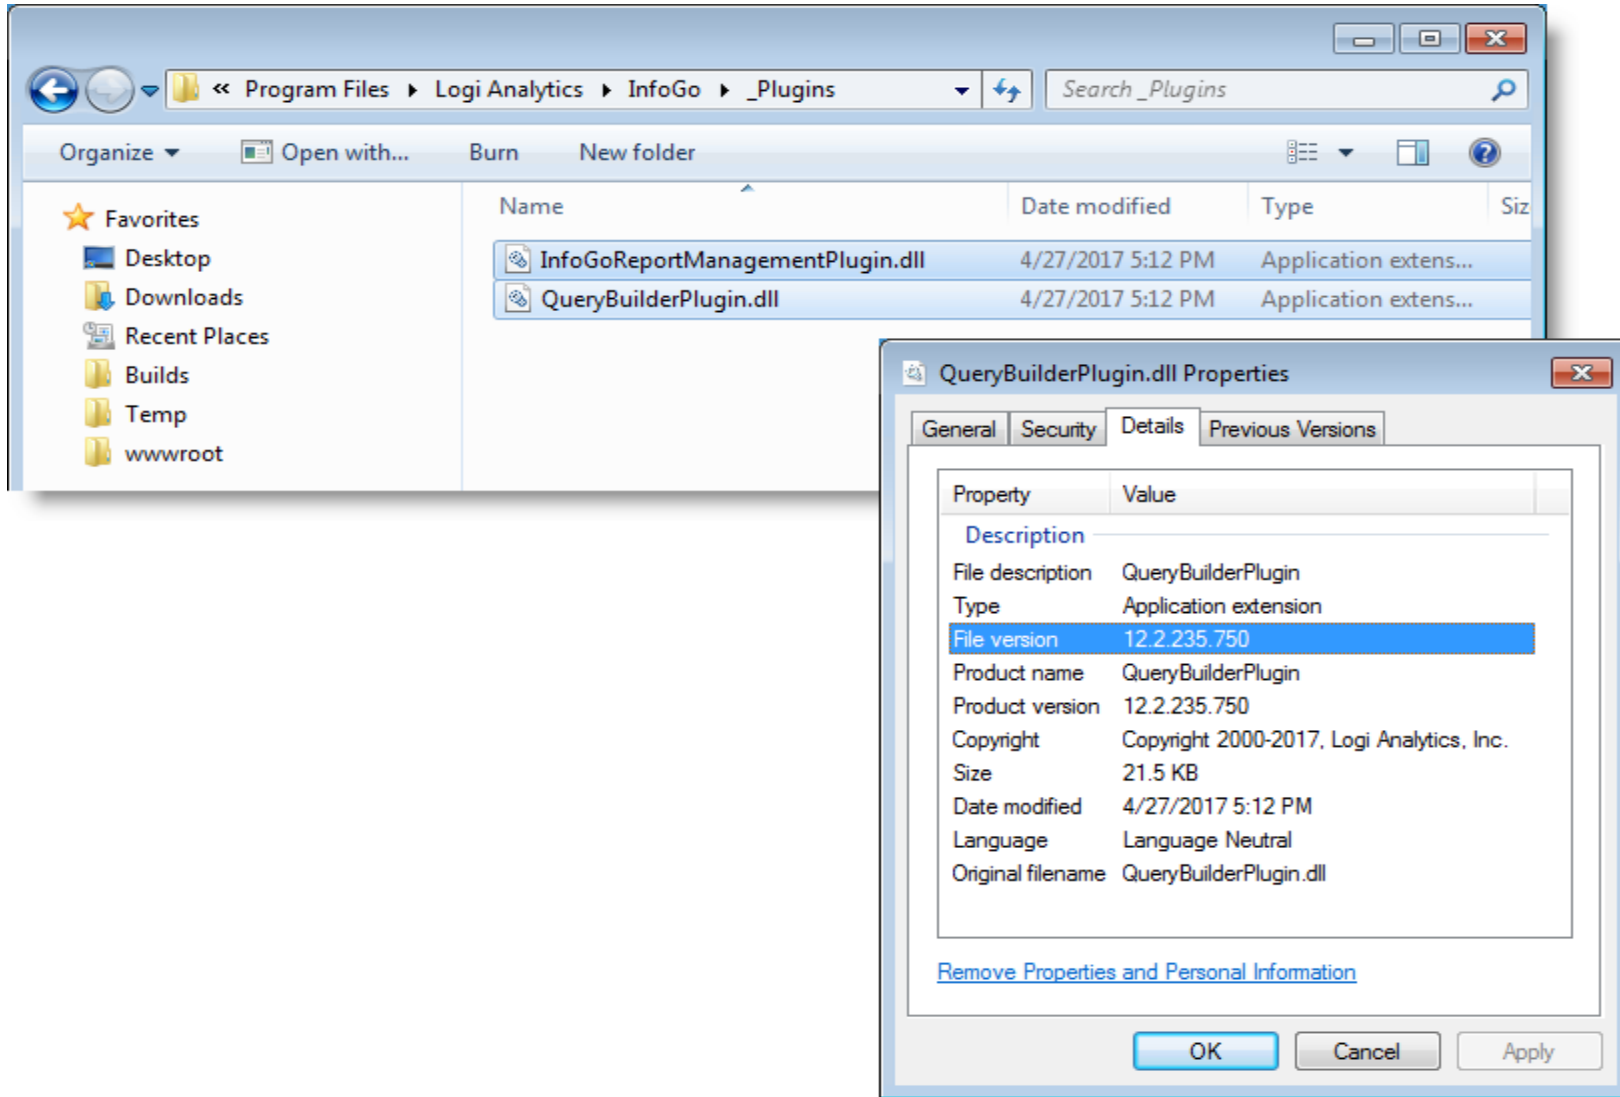 « Program Files ▸ Logi Analytics ▸ InfoGo ▸ _Plugins
Search _Plugins
Organize Open with... Burn New folder
Favorites
Desktop
Downloads
Recent Places
Builds
Temp
wwwroot
Name Date modified Type Siz
InfoGoReportManagementPlugin.dll 4/27/2017 5:12 PM Application extens...
QueryBuilderPlugin.dll 4/27/2017 5:12 PM Application extens...
QueryBuilderPlugin.dll Properties
General Security Details Previous Versions
Property Value
Description
File description QueryBuilderPlugin
Type Application extension
File version 12.2.235.750
Product name QueryBuilderPlugin
Product version 12.2.235.750
Copyright Copyright 2000-2017, Logi Analytics, Inc.
Size 21.5 KB
Date modified 4/27/2017 5:12 PM
Language Language Neutral
Original filename QueryBuilderPlugin.dll
Remove Properties and Personal Information
OK Cancel Apply